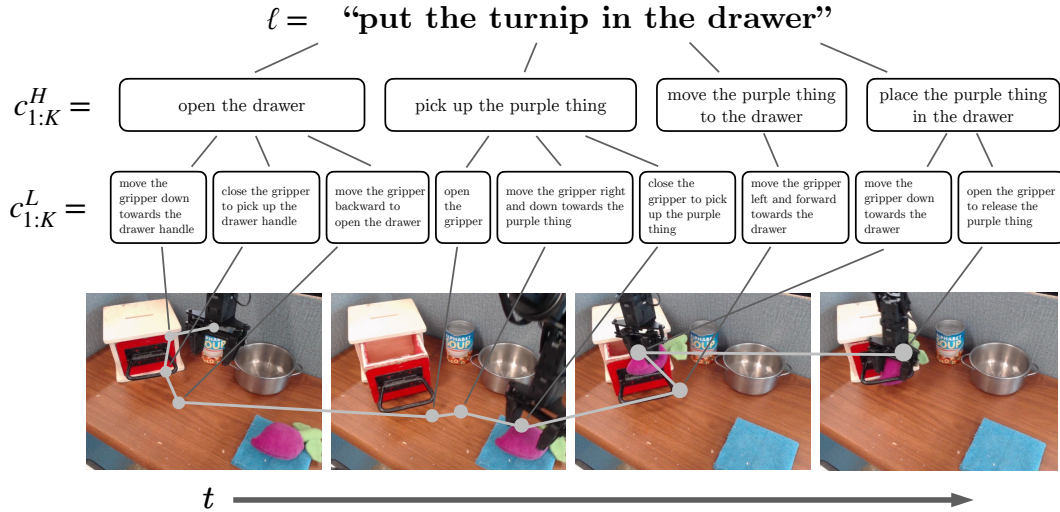 ℓ = “put the turnip in the drawer”
c^H_{1:K} =
open the drawer
pick up the purple thing
move the purple thing
to the drawer
place the purple thing
in the drawer
c^L_{1:K} =
move the
gripper down
towards the
drawer handle
close the gripper
to pick up the
drawer handle
move the gripper
backward to
open the drawer
open
the
gripper
move the gripper right
and down towards the
purple thing
close the
gripper to pick
up the purple
thing
move the gripper
left and forward
towards the
drawer
move the
gripper down
towards the
drawer
open the gripper
to release the
purple thing
SOUP
SOUP
SOUP
t